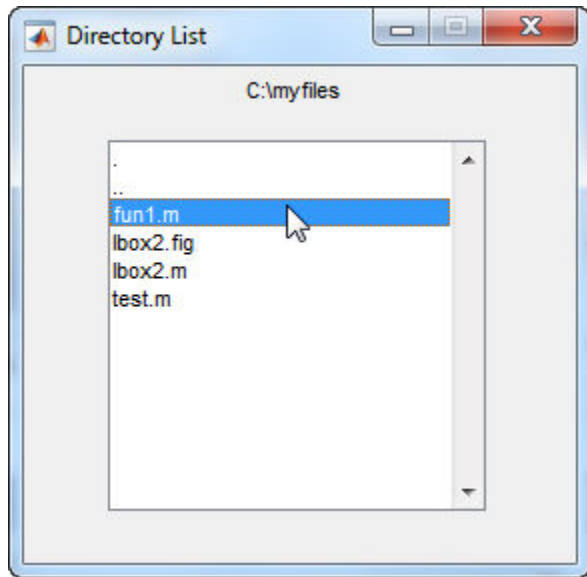 Directory List
C:\myfiles
.
..
fun1.m
lbox2.fig
lbox2.m
test.m